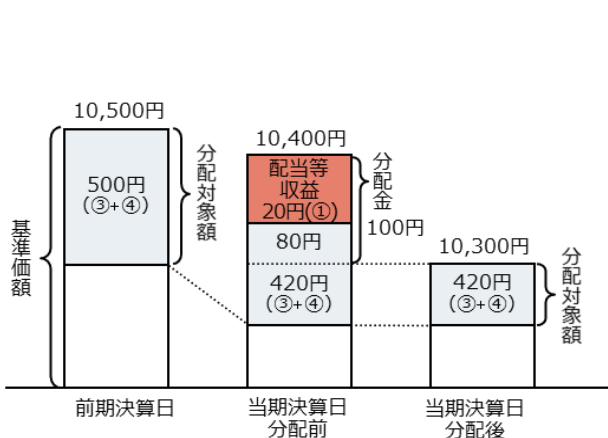 10,500円
500円
(③+④)
分配対象額
基準価額
前期決算日
10,400円
配当等
収益
20円(①)
80円
420円
(③+④)
分配金
100円
当期決算日
分配前
10,300円
420円
(③+④)
分配対象額
当期決算日
分配後